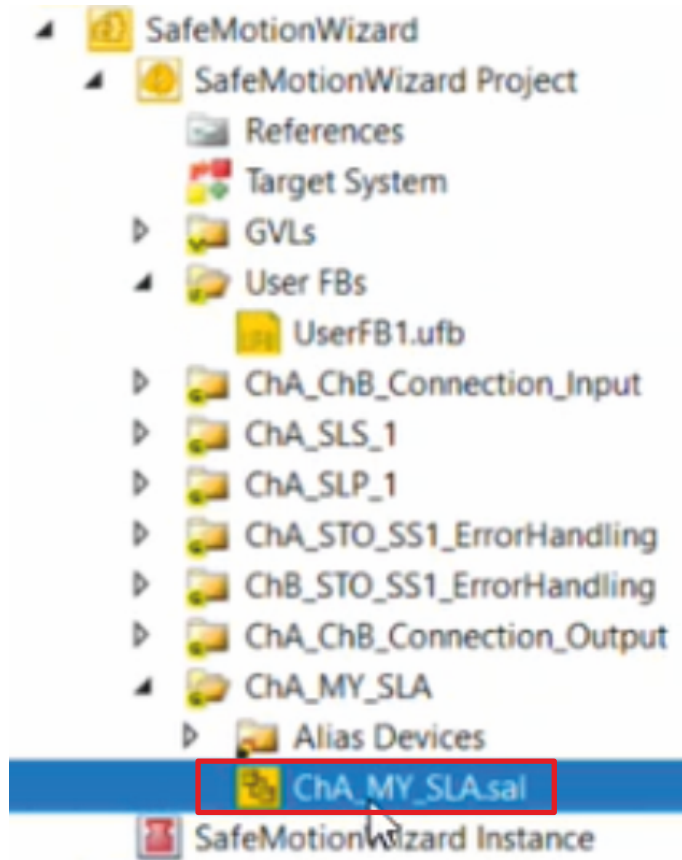 SafeMotionWizard
SafeMotionWizard Project
References
Target System
GVLs
User FBs
UserFB1.ufb
ChA_ChB_Connection_Input
ChA_SLS_1
ChA_SLP_1
ChA_STO_SS1_ErrorHandling
ChB_STO_SS1_ErrorHandling
ChA_ChB_Connection_Output
ChA_MY_SLA
Alias Devices
ChA_MY_SLA.sal
SafeMotionWizard Instance